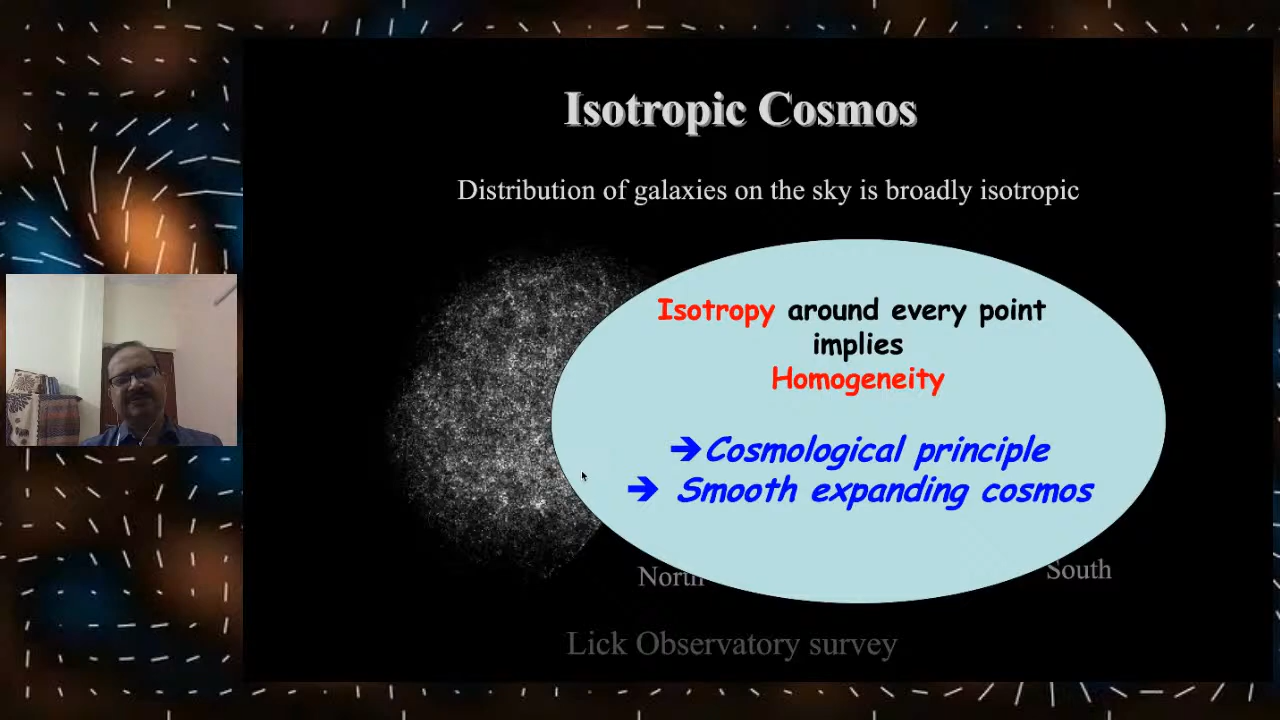 Isotropic Cosmos
Distribution of galaxies on the sky is broadly isotropic
Isotropy around every point
implies
Homogeneity
➔Cosmological principle
➔ Smooth expanding cosmos
North
South
Lick Observatory survey